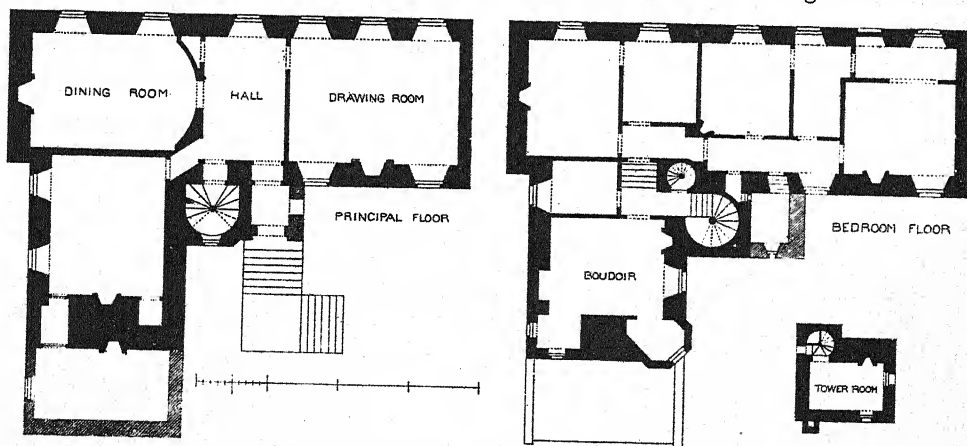 DINING ROOM.
HALL
DRAWING ROOM
PRINCIPAL FLOOR
BEDROOM FLOOR
BOUDOIR
TOWER ROOM